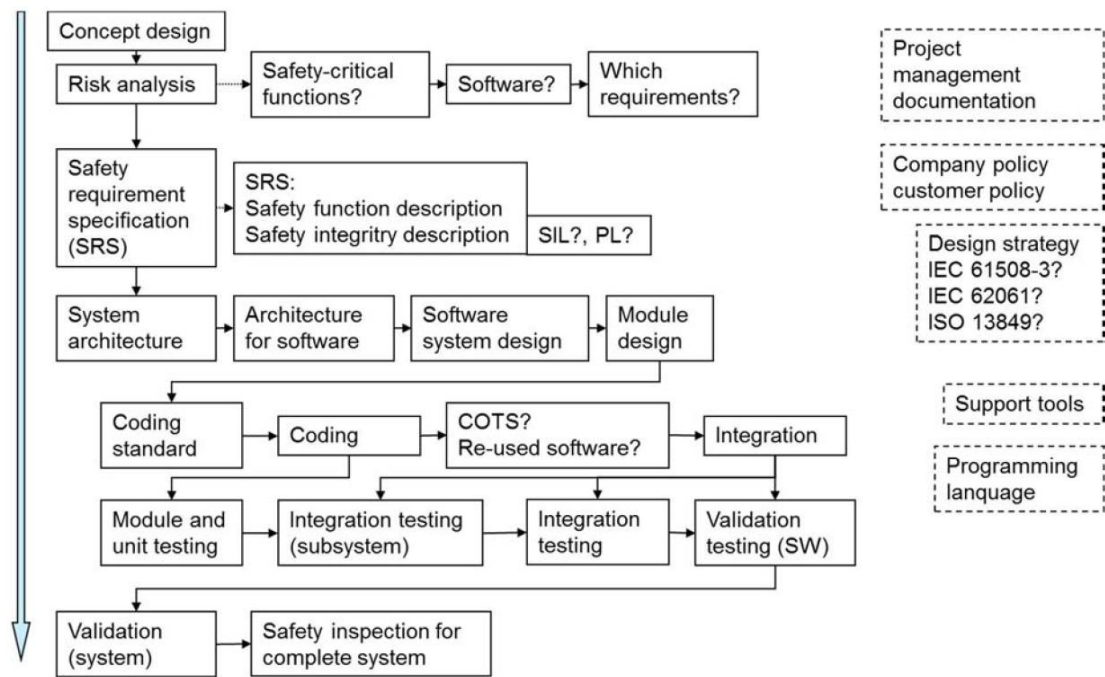 Concept design
Risk analysis
Safety-critical
functions?
Software?
Which
requirements?
Project
management
documentation
Safety
requirement
specification
(SRS)
SRS:
Safety function description
Safety integritry description
SIL?, PL?
Company policy
customer policy
Design strategy
IEC 61508-3?
IEC 62061?
ISO 13849?
System
architecture
Architecture
for software
Software
system design
Module
design
Coding
standard
Coding
COTS?
Re-used software?
Integration
Support tools
Programming
lanquage
Module and
unit testing
Integration testing
(subsystem)
Integration
testing
Validation
testing (SW)
Validation
(system)
Safety inspection for
complete system